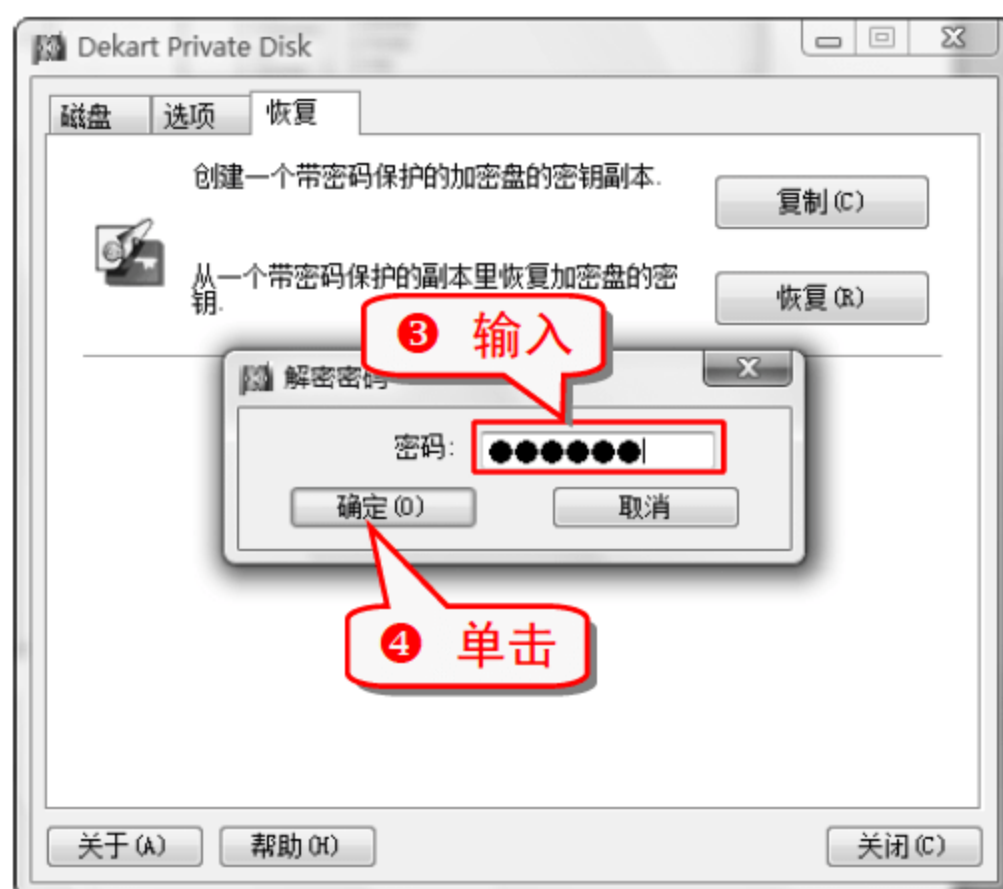 Dekart Private Disk
磁盘 选项 恢复
创建一个带密码保护的加密盘的密钥副本.
复制(C)
从一个带密码保护的副本里恢复加密盘的密
钥.
恢复(R)
❸ 输入
解密密码
密码:
确定(O) 取消
❹ 单击
关于(A) 帮助(H) 关闭(C)